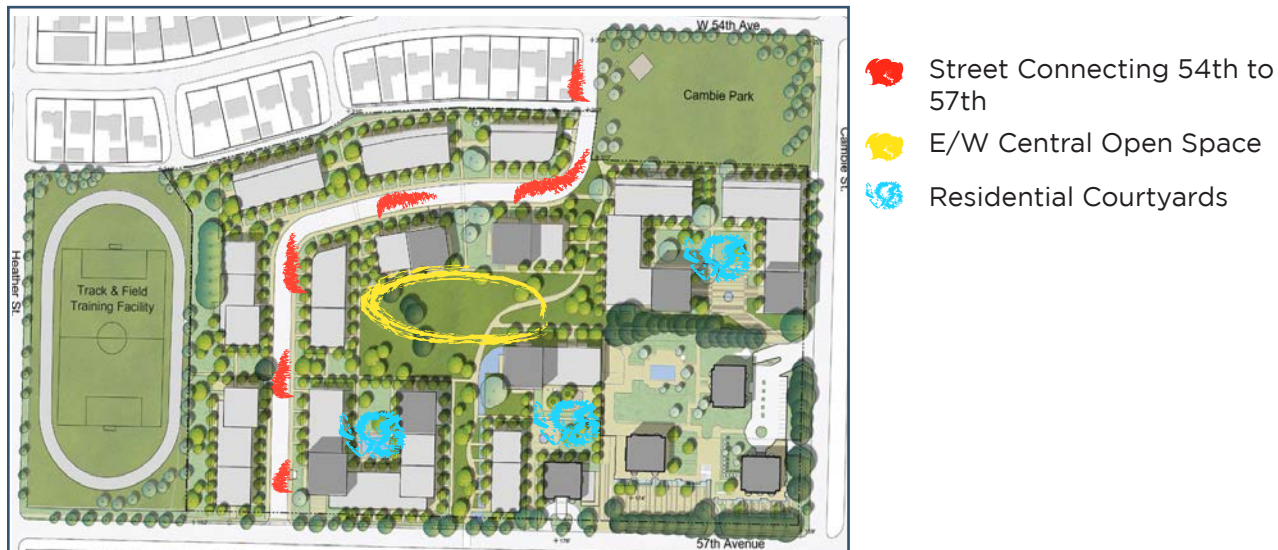 W 54th Ave
Cambie Park
Cambie St.
Heather St.
Track & Field
Training Facility
57th Avenue
Street Connecting 54th to
57th
E/W Central Open Space
Residential Courtyards